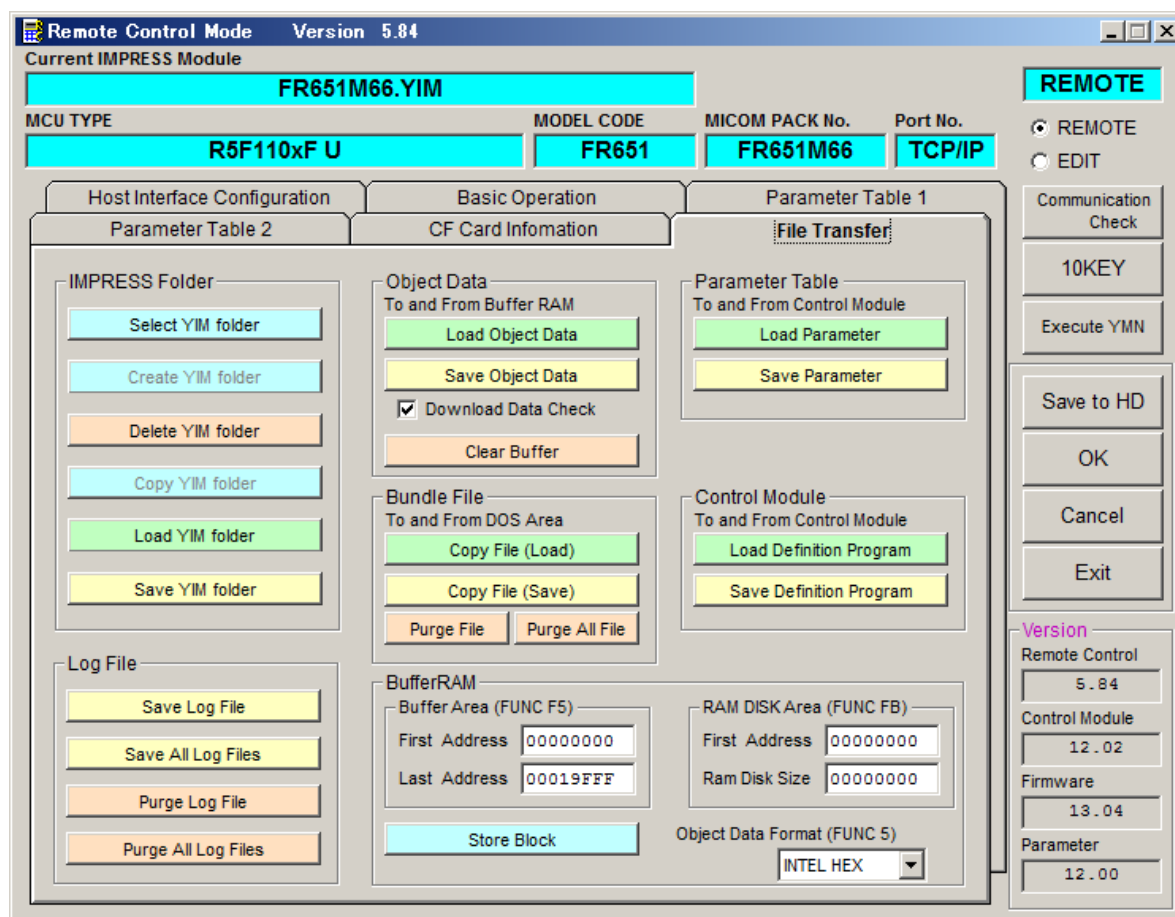 Remote Control Mode Version 5.84
Current IMPRESS Module
FR651M66.YIM
MCU TYPE MODEL CODE MICOM PACK No. Port No.
R5F110xF U FR651 FR651M66 TCP/IP
REMOTE
REMOTE
EDIT
Host Interface Configuration Basic Operation Parameter Table 1
Parameter Table 2 CF Card Infomation File Transfer
IMPRESS Folder
Select YIM folder
Create YIM folder
Delete YIM folder
Copy YIM folder
Load YIM folder
Save YIM folder
Log File
Save Log File
Save All Log Files
Purge Log File
Purge All Log Files
Object Data
To and From Buffer RAM
Load Object Data
Save Object Data
Download Data Check
Clear Buffer
Bundle File
To and From DOS Area
Copy File (Load)
Copy File (Save)
Purge File Purge All File
Parameter Table
To and From Control Module
Load Parameter
Save Parameter
Control Module
To and From Control Module
Load Definition Program
Save Definition Program
BufferRAM
Buffer Area (FUNC F5)
First Address 00000000
Last Address 00019FFF
Store Block
RAM DISK Area (FUNC FB)
First Address 00000000
Ram Disk Size 00000000
Object Data Format (FUNC 5)
INTEL HEX
Communication
Check
10KEY
Execute YMN
Save to HD
OK
Cancel
Exit
Version
Remote Control
5.84
Control Module
12.02
Firmware
13.04
Parameter
12.00